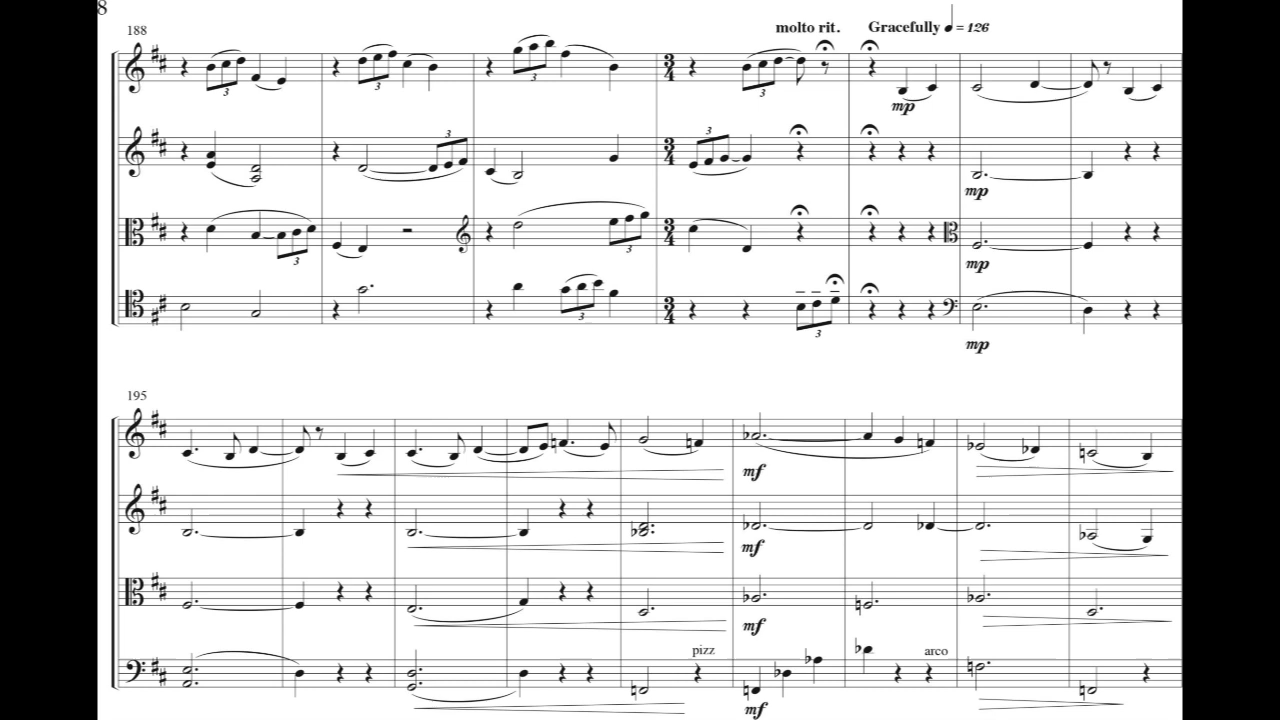 8
188
molto rit. Gracefully ♩ = 126
3 3 3 3
mp
3 3
mp
3 3
mp
3 3
mp
195
mf
mf
mf
pizz arco
mf